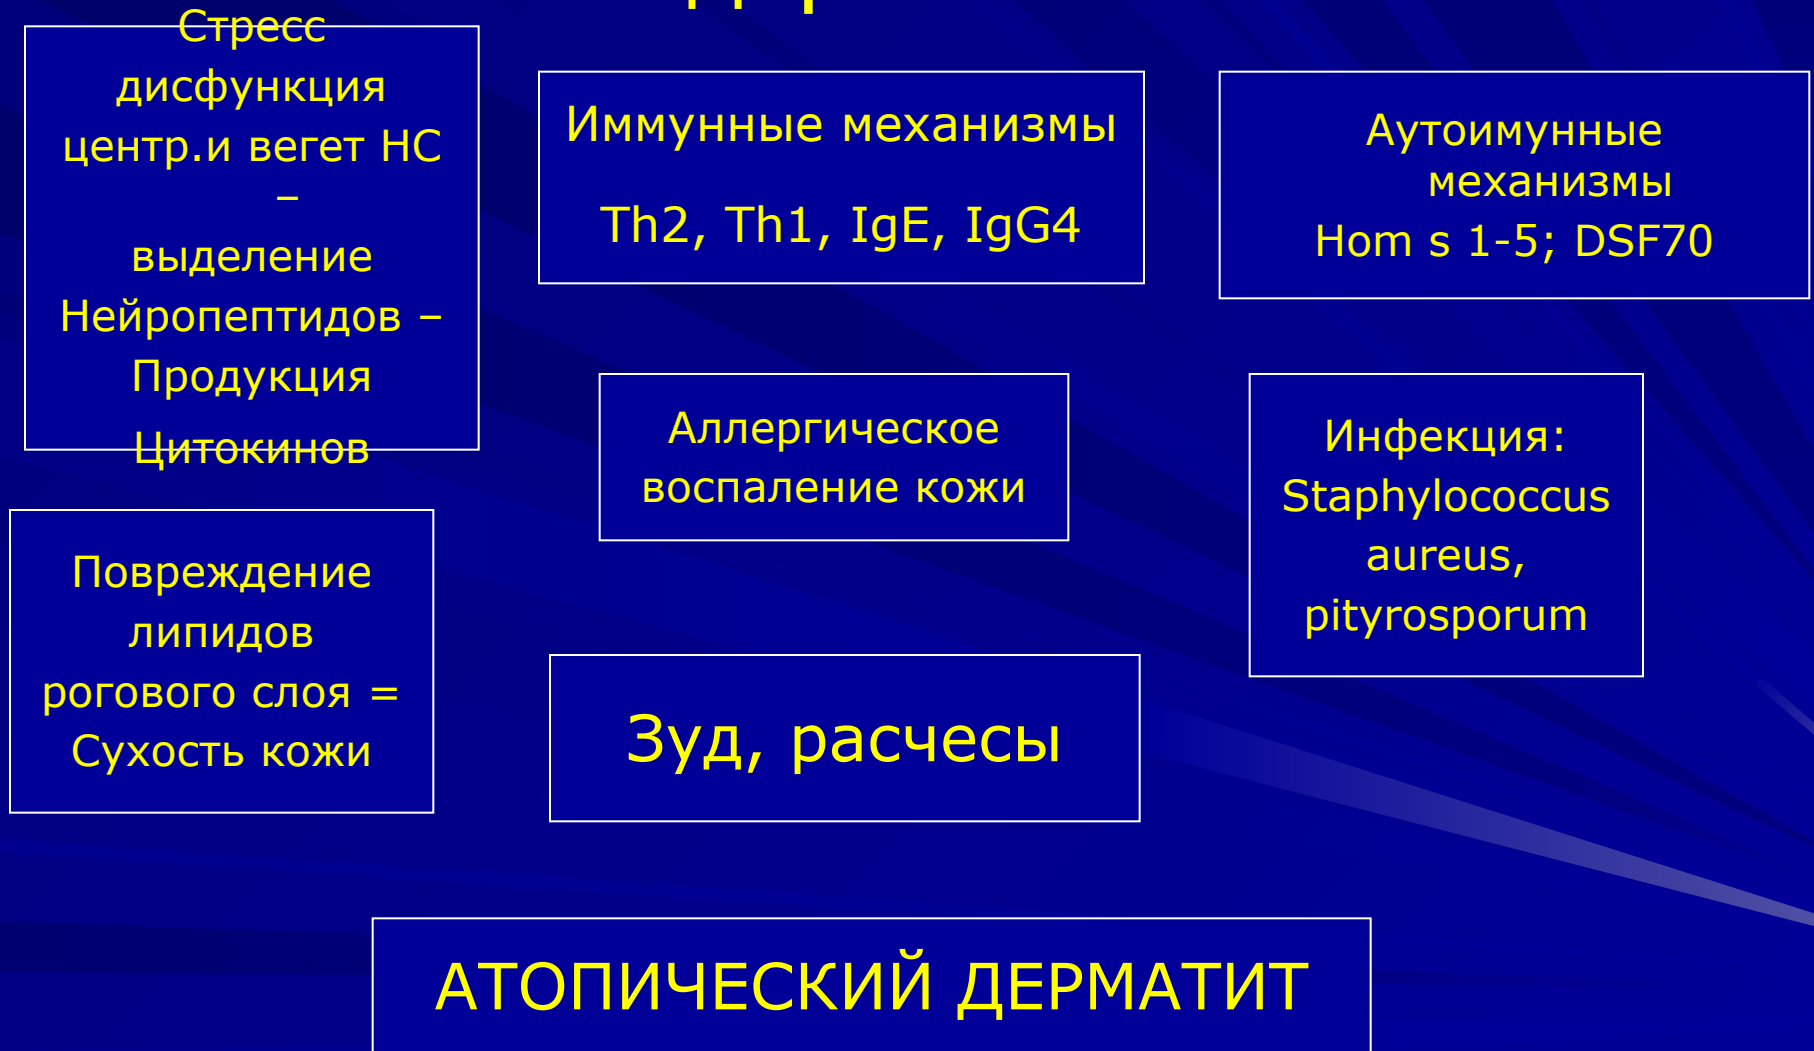 Стресс
дисфункция
центр.и вегет НС
–
выделение
Нейропептидов –
Продукция
Цитокинов
Иммунные механизмы
Th2, Th1, IgE, IgG4
Аутоимунные
механизмы
Hom s 1-5; DSF70
Аллергическое
воспаление кожи
Инфекция:
Staphylococcus
aureus,
pityrosporum
Повреждение
липидов
рогового слоя =
Сухость кожи
Зуд, расчесы
АТОПИЧЕСКИЙ ДЕРМАТИТ